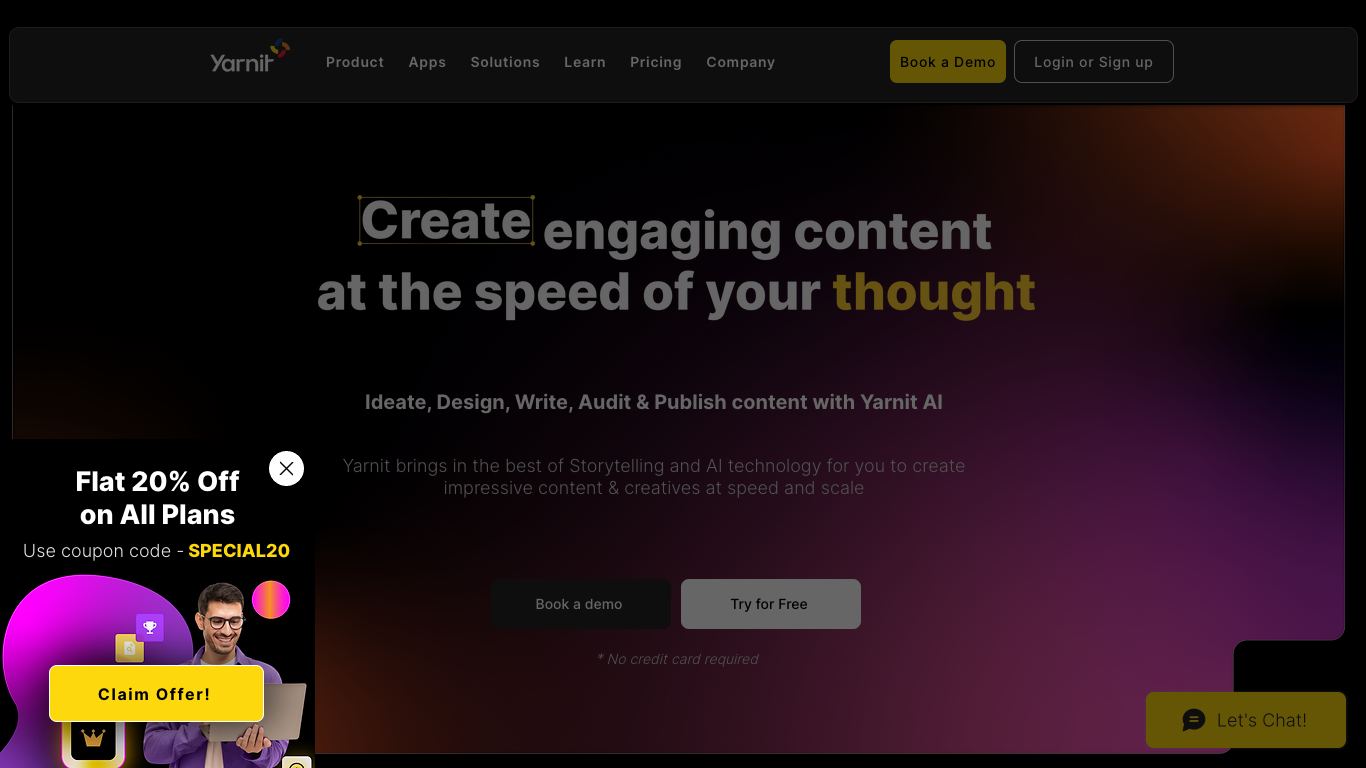 Yarnit
Product
Apps
Solutions
Learn
Pricing
Company
Book a Demo
Login or Sign up
Create engaging content
at the speed of your thought
Ideate, Design, Write, Audit & Publish content with Yarnit AI
Yarnit brings in the best of Storytelling and AI technology for you to create
impressive content & creatives at speed and scale
Book a demo
Try for Free
* No credit card required
Flat 20% Off
on All Plans
Use coupon code - SPECIAL20
Claim Offer!
Let's Chat!